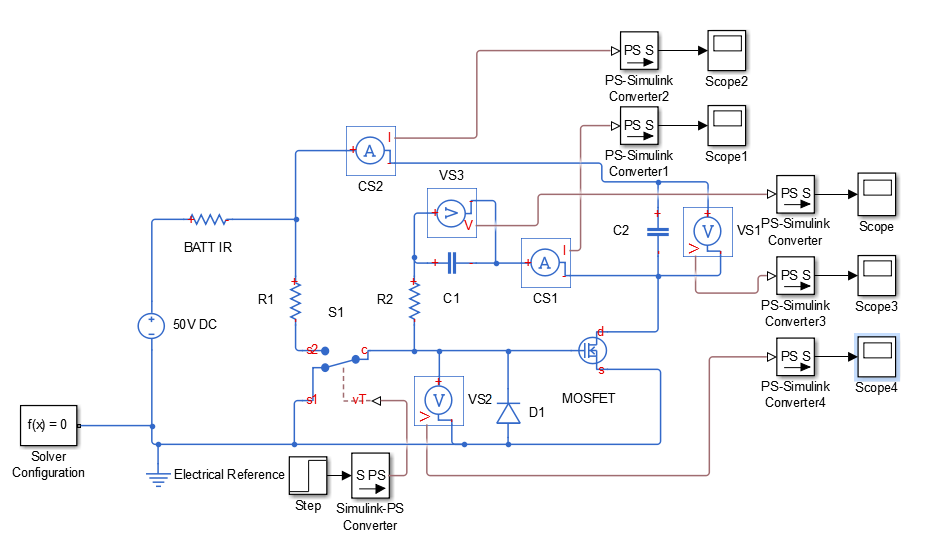 PS S
Scope2
PS-Simulink
Converter2
PS S
Scope1
PS-Simulink
Converter1
+
A
I
CS2
VS3
+
V
V
PS S
Scope
PS-Simulink
Converter
BATT IR
+
C2
+
V
V
VS1
+
C1
+
A
I
CS1
PS S
Scope3
PS-Simulink
Converter3
R1
+
R2
+
S1
50V DC
+
−
s2
c
s1
vT
d
s
MOSFET
+
V
V
VS2
D1
PS S
Scope4
PS-Simulink
Converter4
f(x) = 0
Solver
Configuration
Electrical Reference
Step
S PS
Simulink-PS
Converter